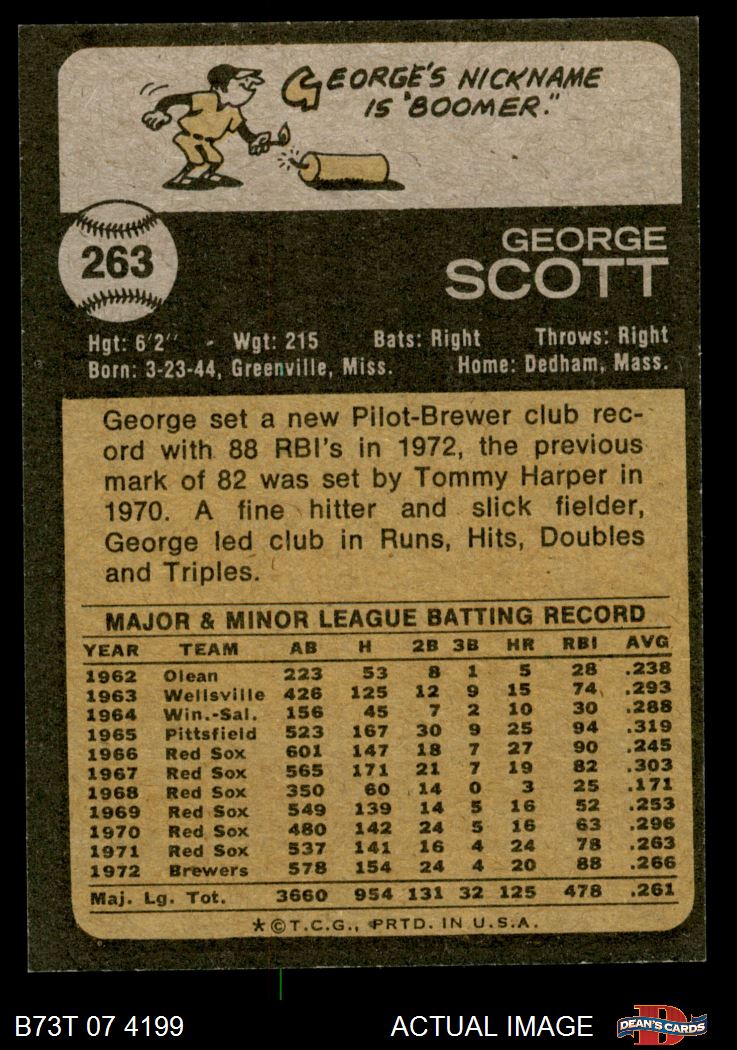 GEORGE'S NICKNAME
IS "BOOMER."
263
GEORGE
SCOTT
Hgt: 6'2" - Wgt: 215 Bats: Right Throws: Right
Born: 3-23-44, Greenville, Miss. Home: Dedham, Mass.
George set a new Pilot-Brewer club rec-
ord with 88 RBI's in 1972, the previous
mark of 82 was set by Tommy Harper in
1970. A fine hitter and slick fielder,
George led club in Runs, Hits, Doubles
and Triples.
MAJOR & MINOR LEAGUE BATTING RECORD
YEAR TEAM AB H 2B 3B HR RBI AVG
1962 Olean 223 53 8 1 5 28 .238
1963 Wellsville 426 125 12 9 15 74 .293
1964 Win.-Sal. 156 45 7 2 10 30 .288
1965 Pittsfield 523 167 30 9 25 94 .319
1966 Red Sox 601 147 18 7 27 90 .245
1967 Red Sox 565 171 21 7 19 82 .303
1968 Red Sox 350 60 14 0 3 25 .171
1969 Red Sox 549 139 14 5 16 52 .253
1970 Red Sox 480 142 24 5 16 63 .296
1971 Red Sox 537 141 16 4 24 78 .263
1972 Brewers 578 154 24 4 20 88 .266
Maj. Lg. Tot. 3660 954 131 32 125 478 .261
*©T.C.G., PRTD. IN U.S.A.
B73T 07 4199 ACTUAL IMAGE D DEAN'S CARDS